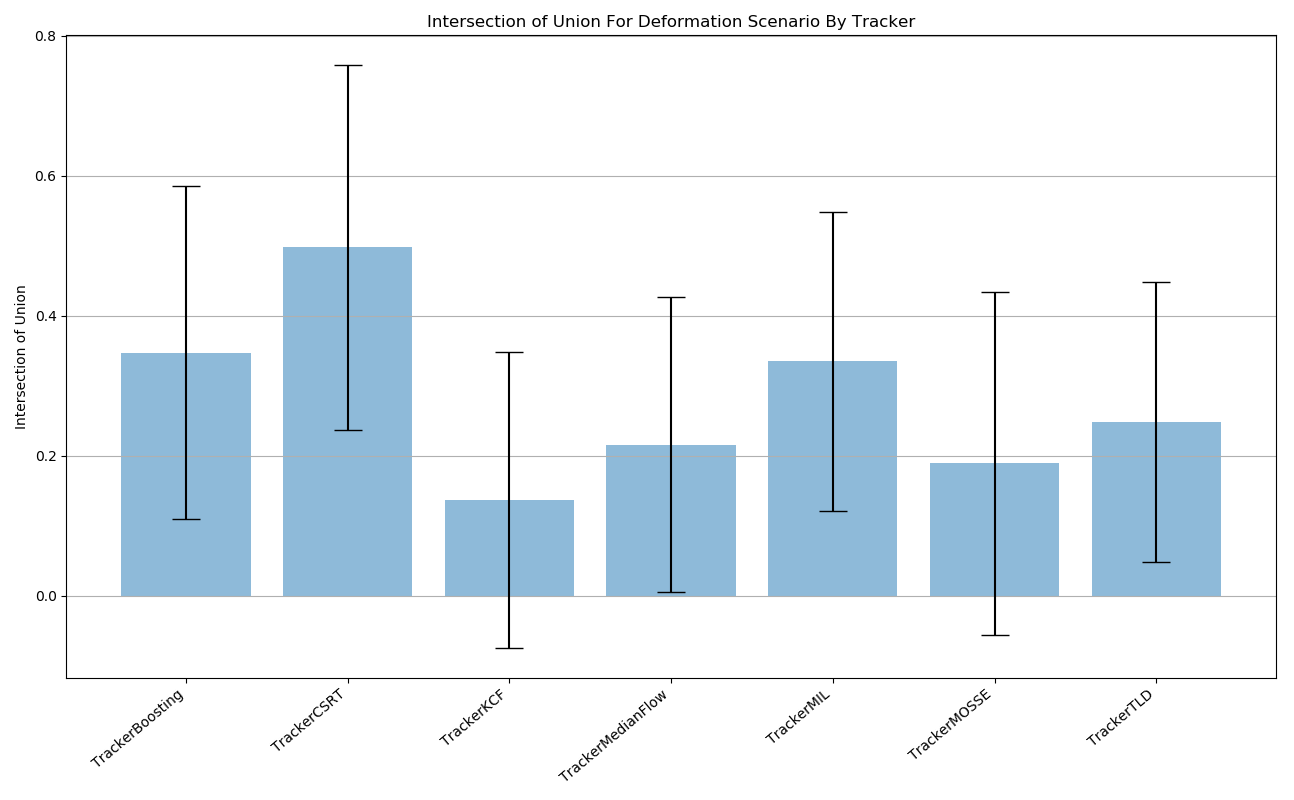 Intersection of Union For Deformation Scenario By Tracker
Intersection of Union
0.8
0.6
0.4
0.2
0.0
TrackerBoosting
TrackerCSRT
TrackerKCF
TrackerMedianFlow
TrackerMIL
TrackerMOSSE
TrackerTLD